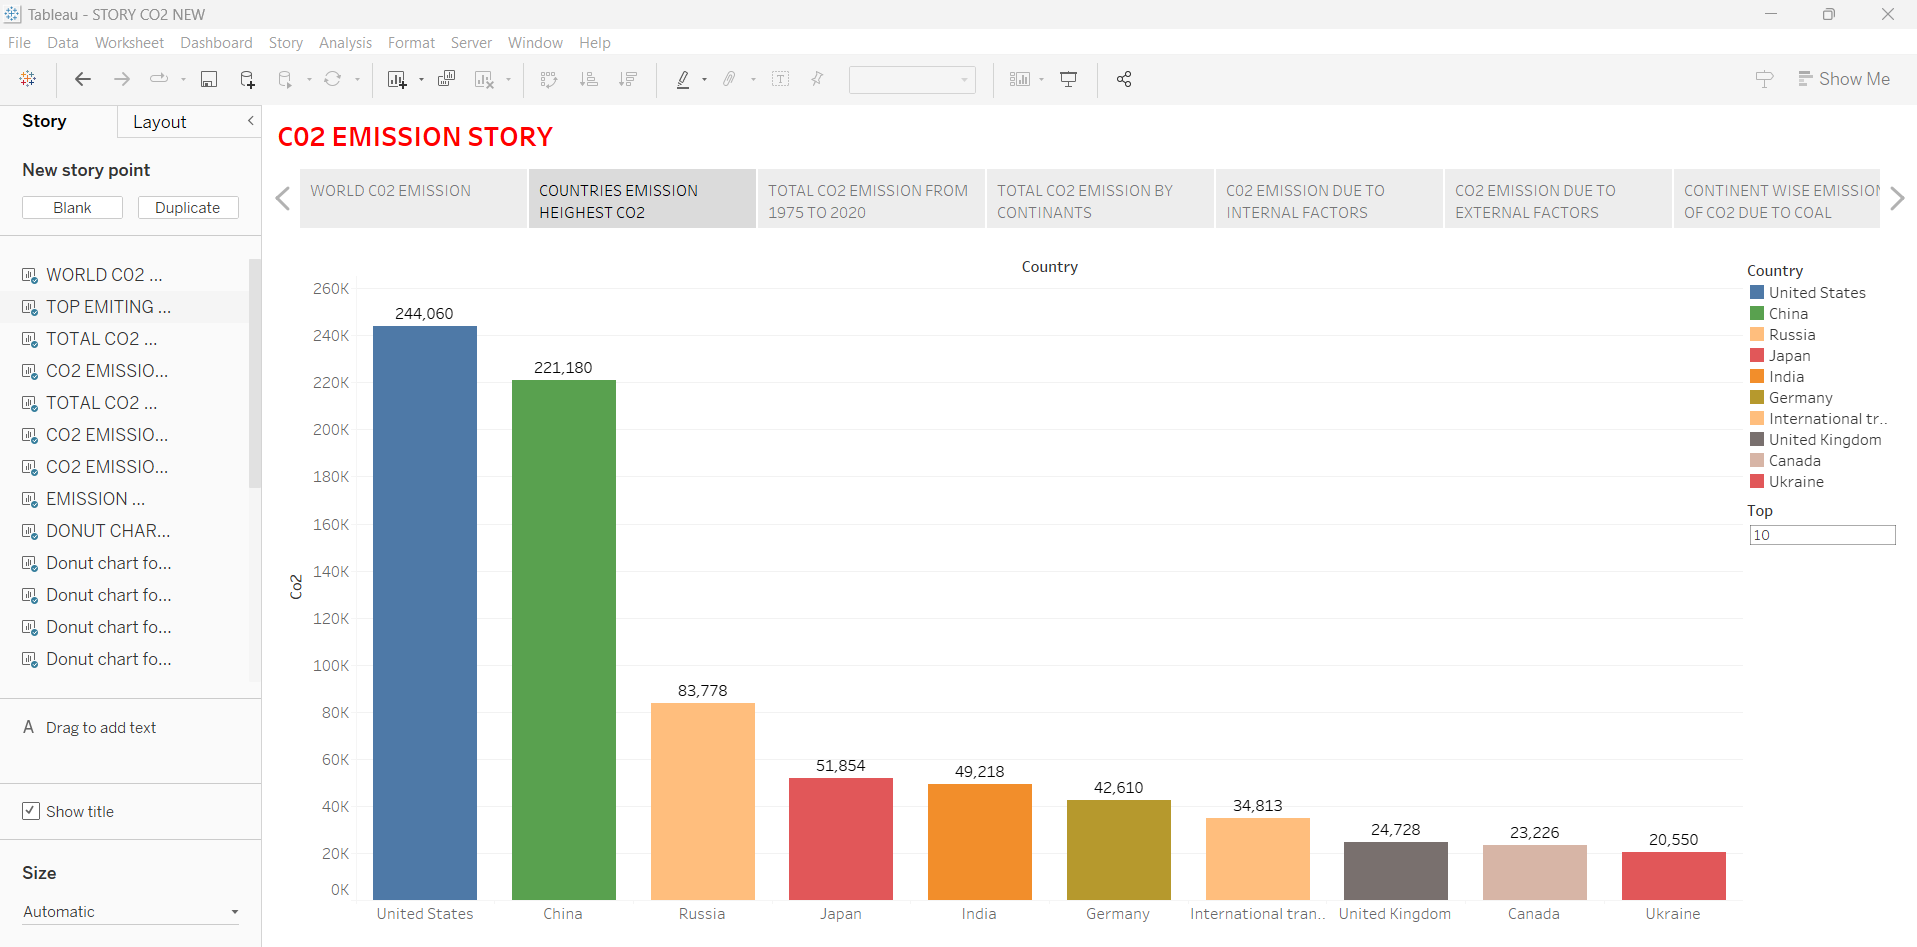 Tableau - STORY CO2 NEW
File Data Worksheet Dashboard Story Analysis Format Server Window Help
Show Me
Story
Layout
New story point
Blank
Duplicate
WORLD C02 ...
TOP EMITING ...
TOTAL CO2 ...
CO2 EMISSIO...
TOTAL CO2 ...
CO2 EMISSIO...
CO2 EMISSIO...
EMISSION ...
DONUT CHAR...
Donut chart fo...
Donut chart fo...
Donut chart fo...
Donut chart fo...
A Drag to add text
Show title
Size
Automatic
C02 EMISSION STORY
WORLD C02 EMISSION
COUNTRIES EMISSION
HEIGHEST CO2
TOTAL CO2 EMISSION FROM
1975 TO 2020
TOTAL CO2 EMISSION BY
CONTINANTS
C02 EMISSION DUE TO
INTERNAL FACTORS
CO2 EMISSION DUE TO
EXTERNAL FACTORS
CONTINENT WISE EMISSION
OF CO2 DUE TO COAL
Country
260K
240K
220K
200K
180K
160K
140K
120K
100K
80K
60K
40K
20K
0K
Co2
244,060
221,180
83,778
51,854
49,218
42,610
34,813
24,728
23,226
20,550
United States
China
Russia
Japan
India
Germany
International tran..
United Kingdom
Canada
Ukraine
Country
United States
China
Russia
Japan
India
Germany
International tr..
United Kingdom
Canada
Ukraine
Top
10